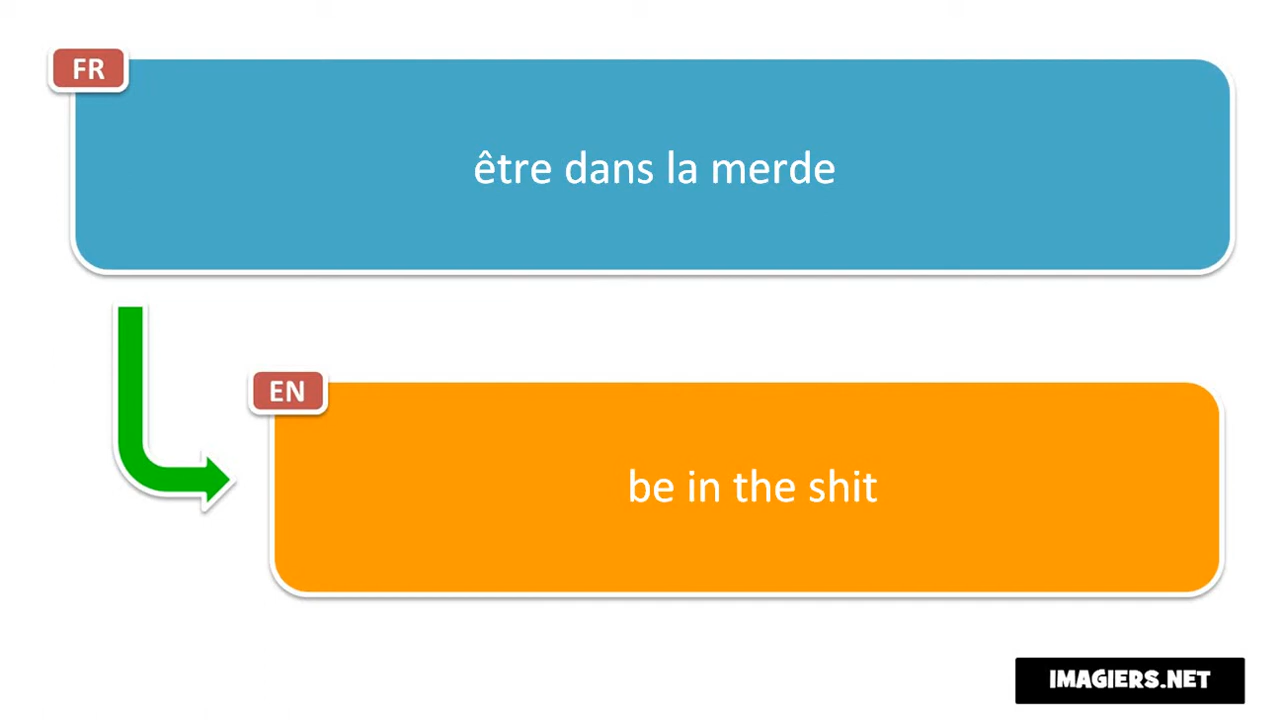 FR
être dans la merde
EN
be in the shit
IMAGIERS.NET